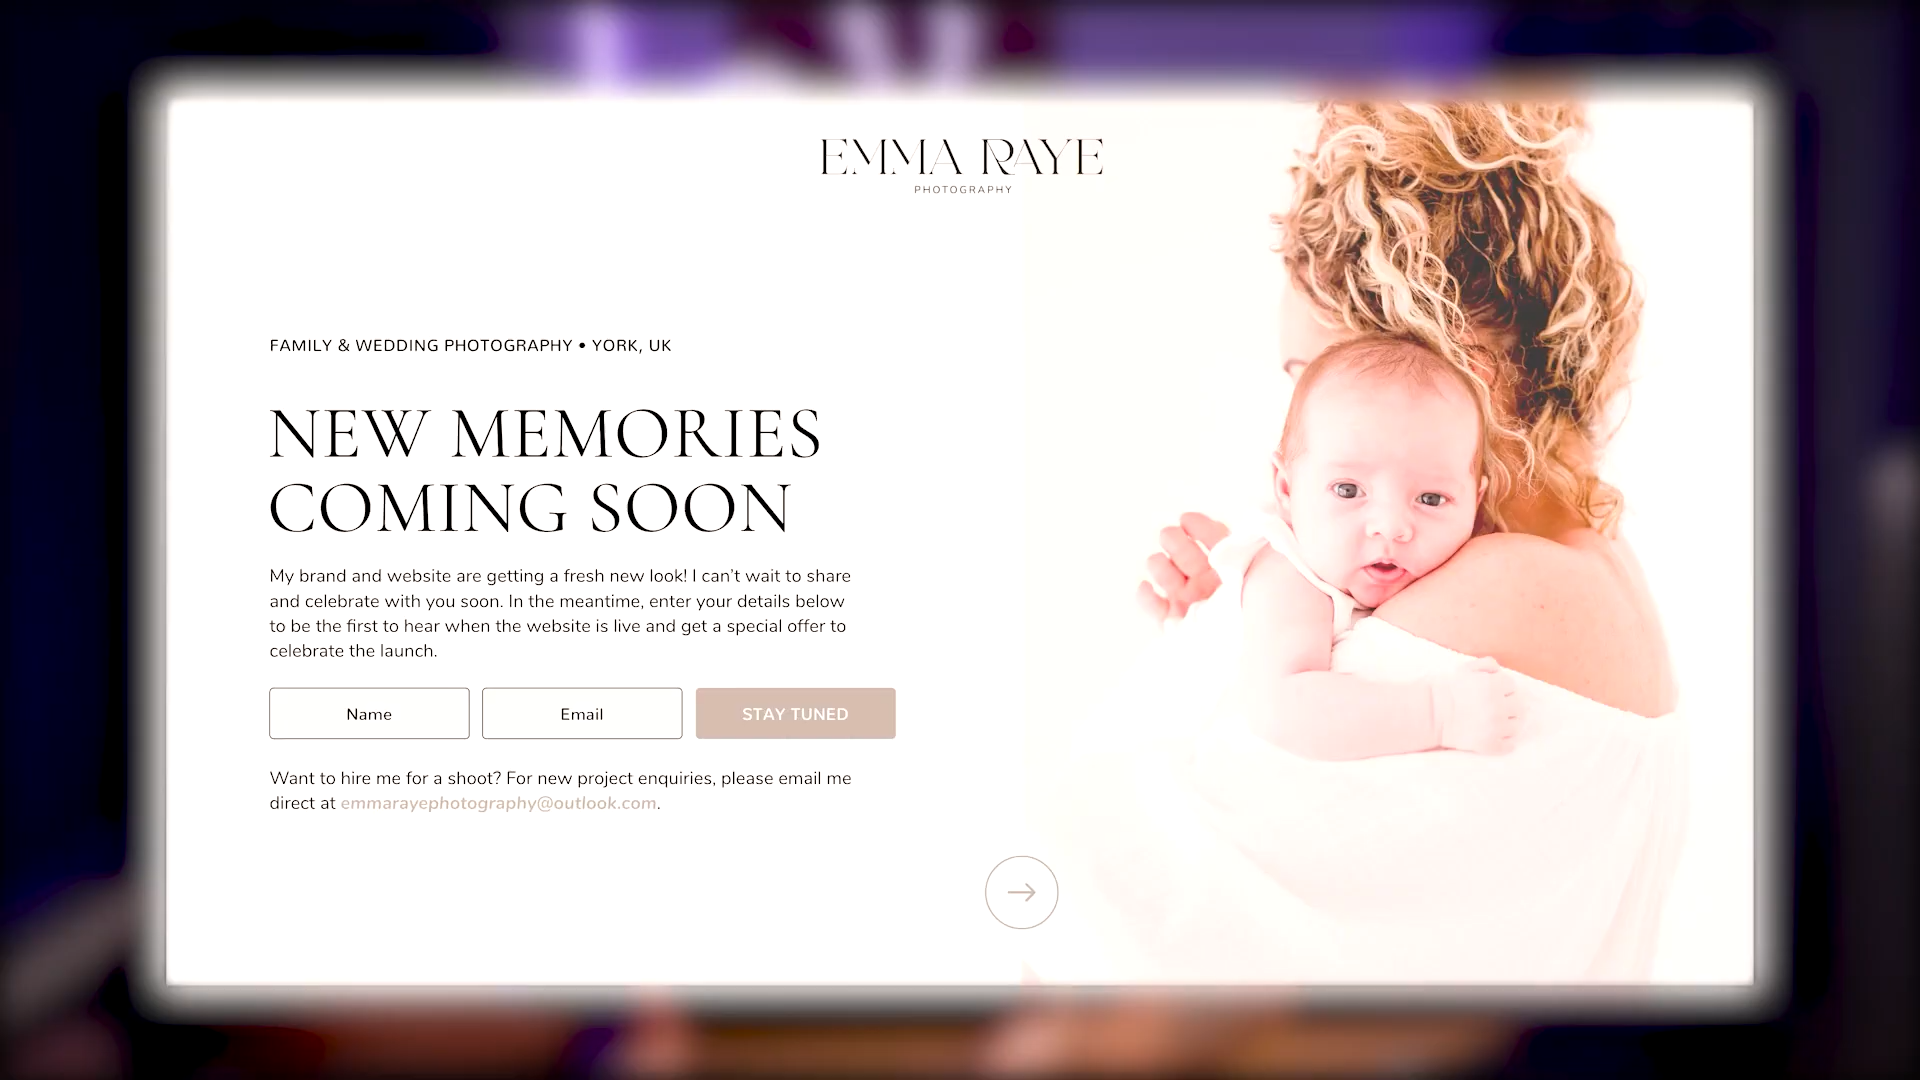 EMMA RAYE
PHOTOGRAPHY
FAMILY & WEDDING PHOTOGRAPHY • YORK, UK
NEW MEMORIES
COMING SOON
My brand and website are getting a fresh new look! I can’t wait to share
and celebrate with you soon. In the meantime, enter your details below
to be the first to hear when the website is live and get a special offer to
celebrate the launch.
Name Email STAY TUNED
Want to hire me for a shoot? For new project enquiries, please email me
direct at emmarayephotography@outlook.com.